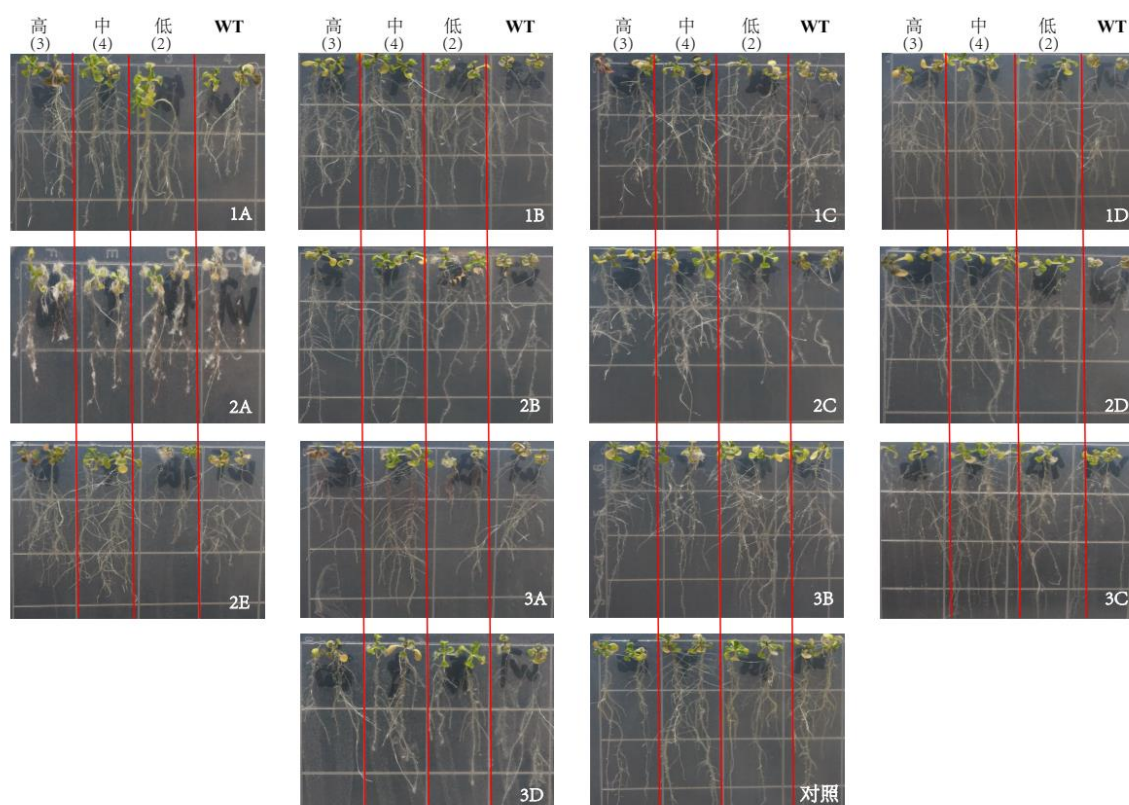 高 中 低 WT
(3) (4) (2)
高 中 低 WT
(3) (4) (2)
高 中 低 WT
(3) (4) (2)
高 中 低 WT
(3) (4) (2)
1A
1B
1C
1D
2A
2B
2C
2D
2E
3A
3B
3C
3D
对照